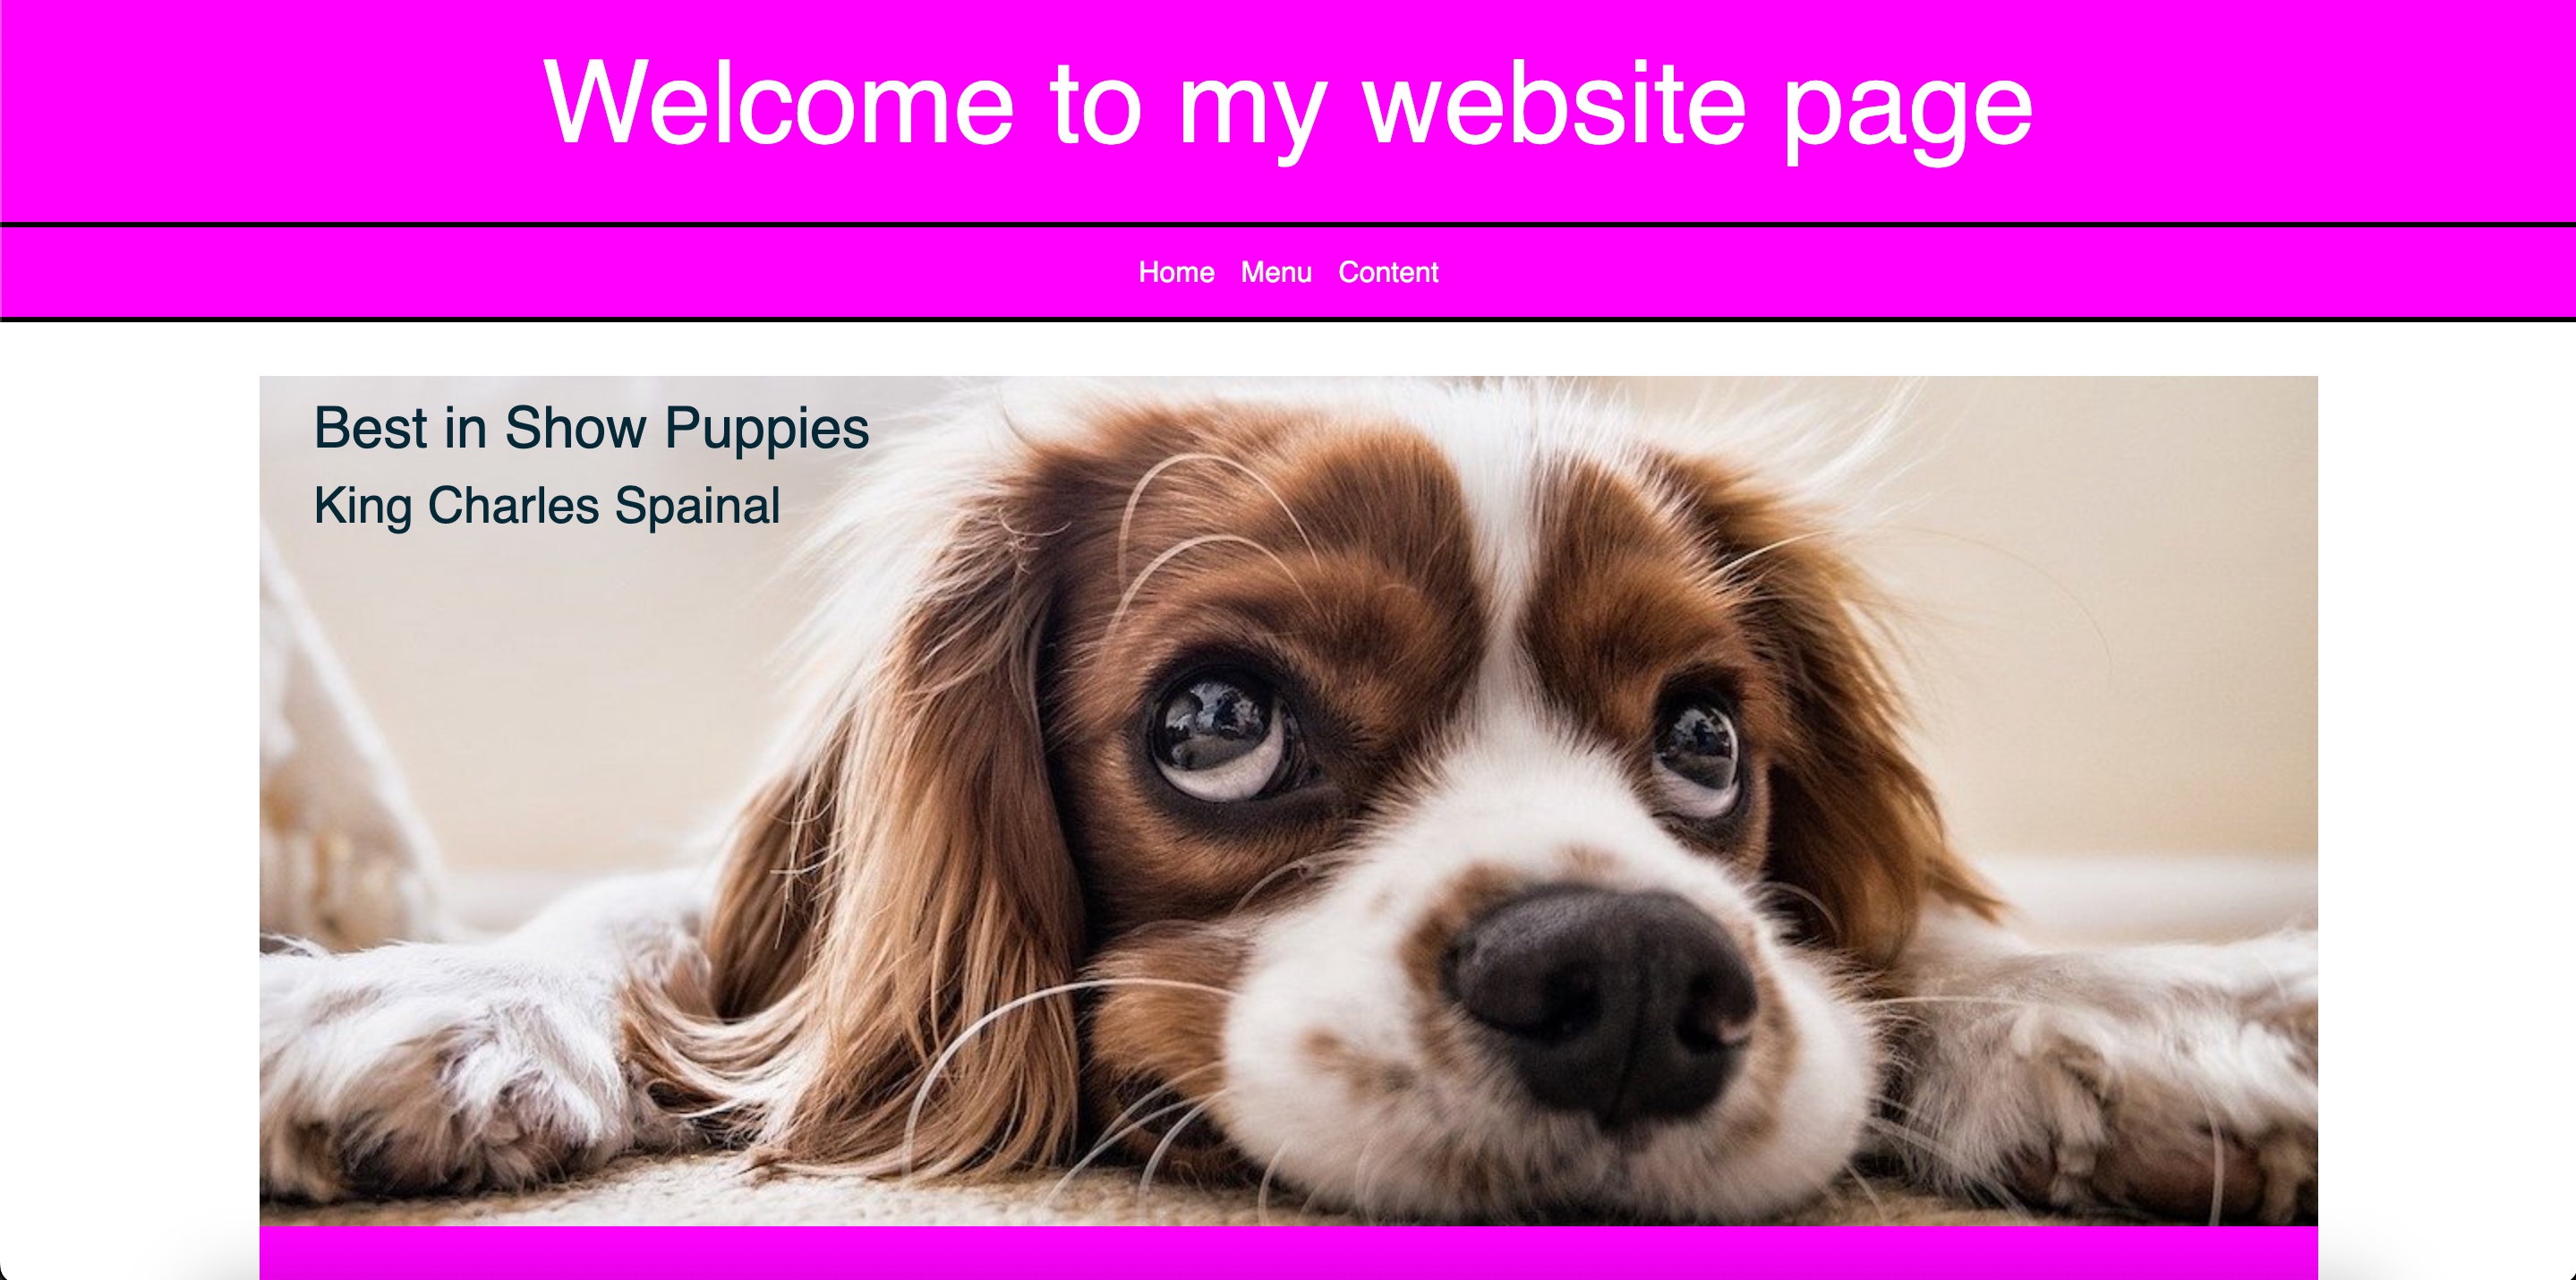 Welcome to my website page
Home Menu Content
Best in Show Puppies
King Charles Spainal